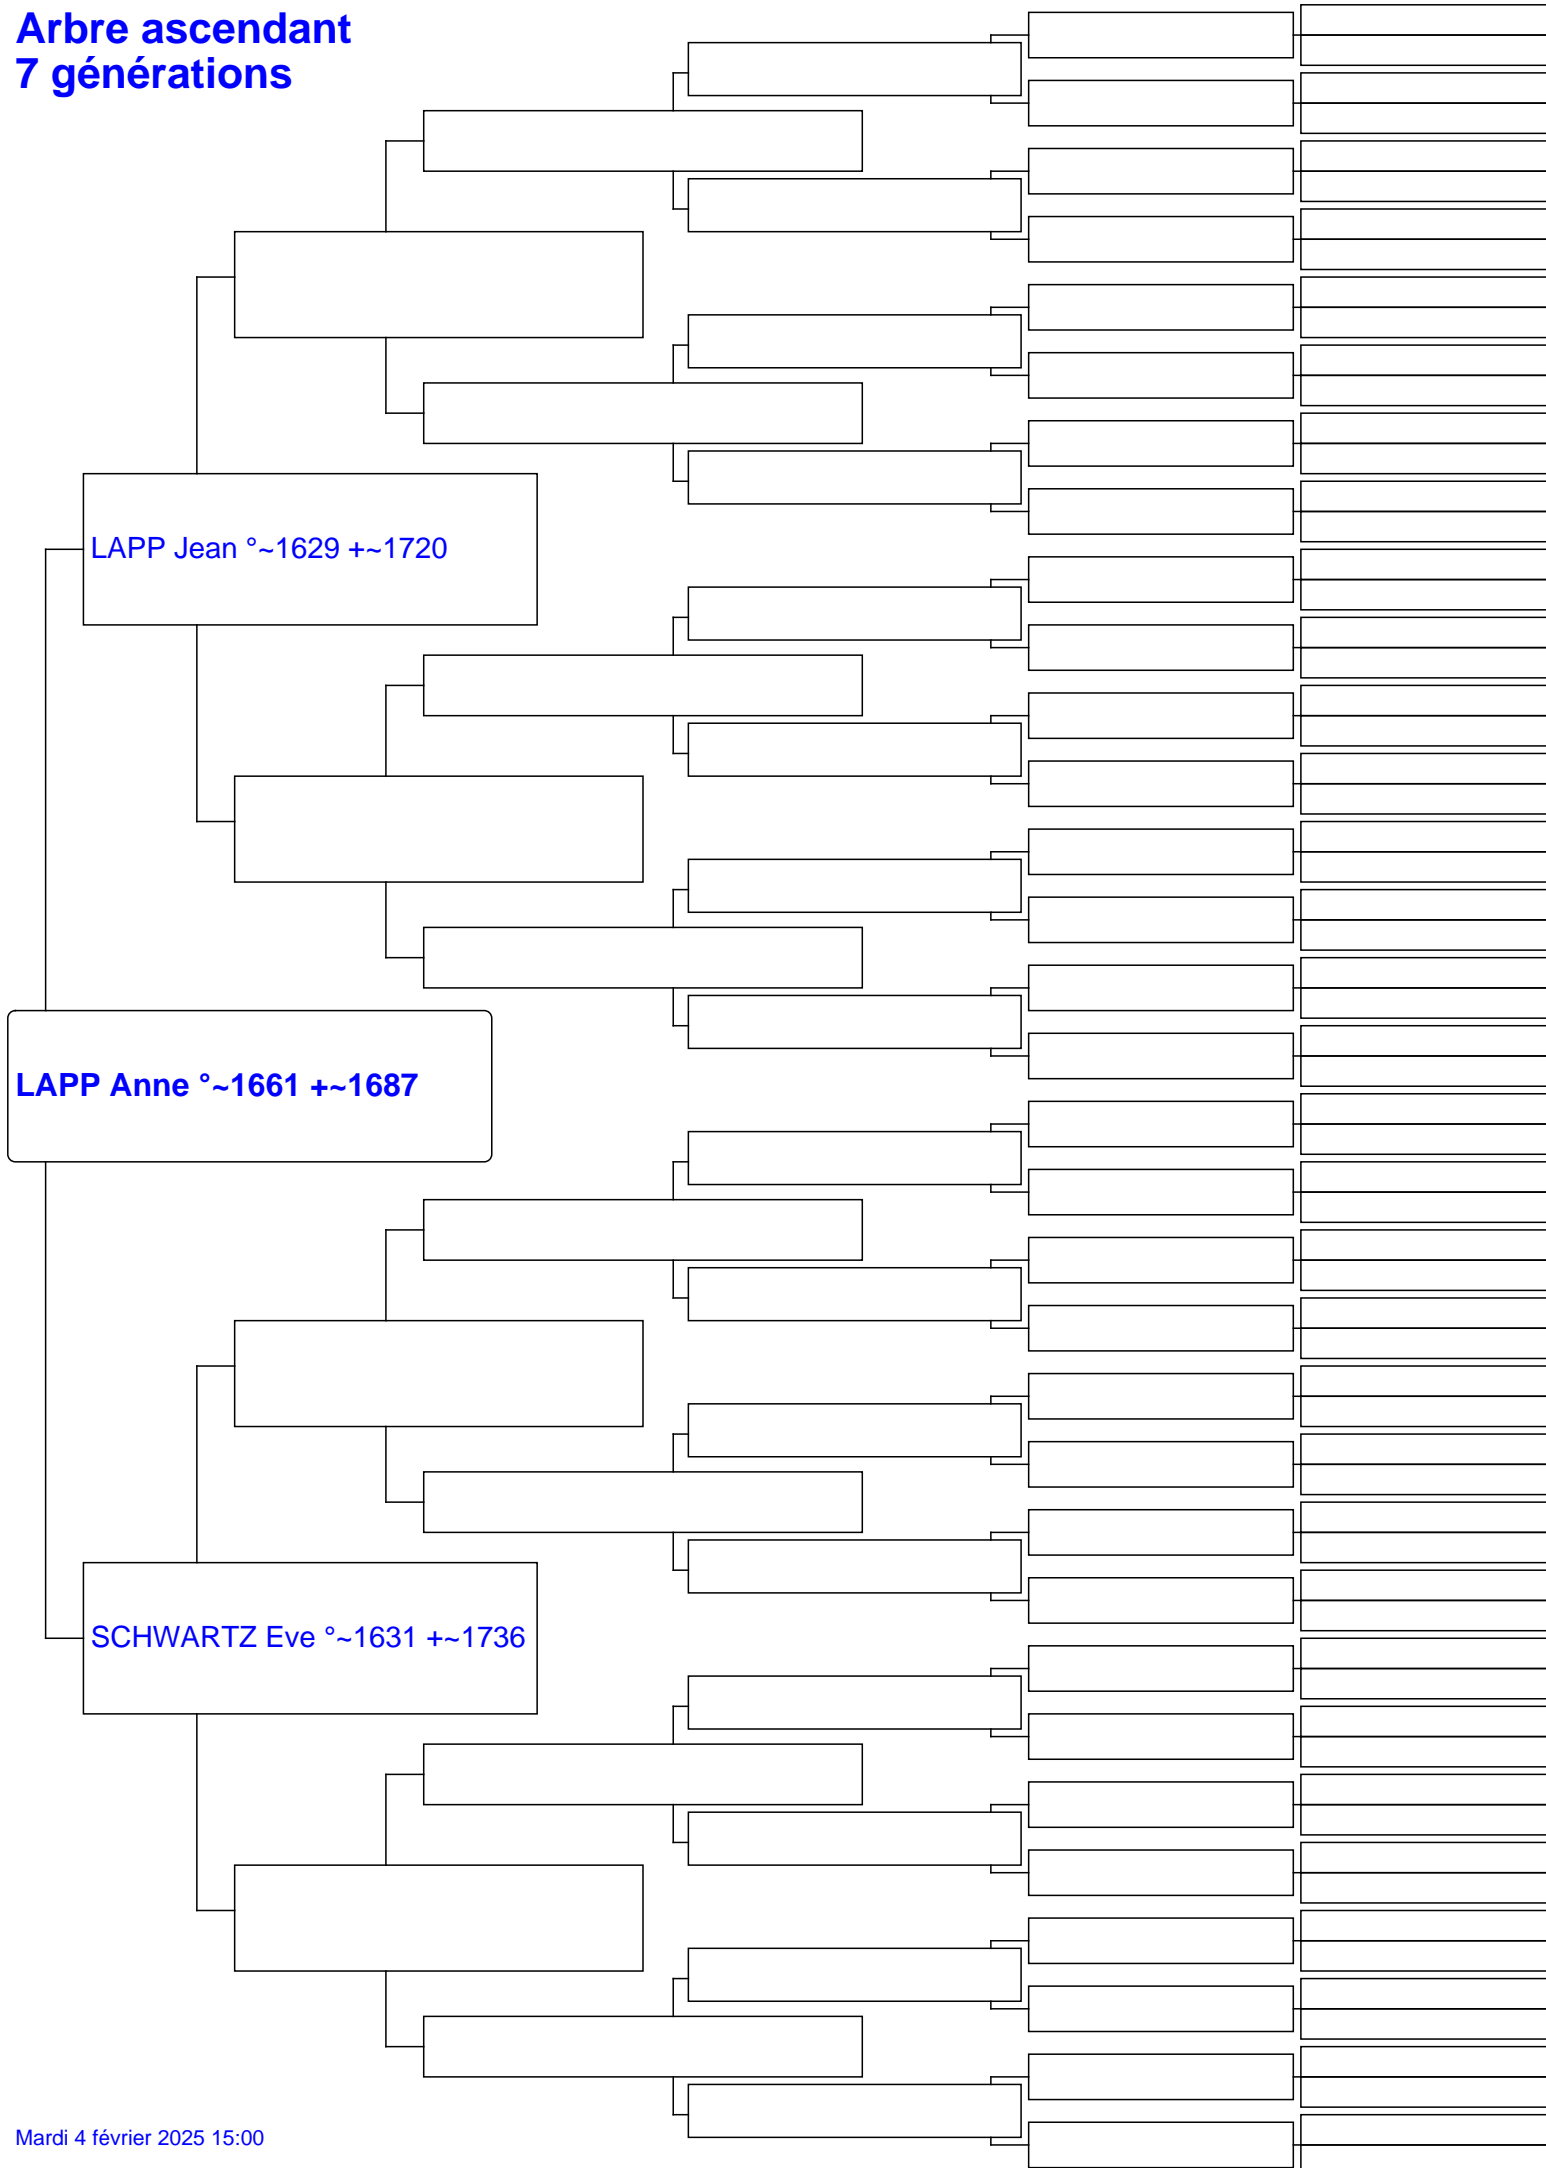 Arbre ascendant
7 générations
LAPP Jean °~1629 +~1720
LAPP Anne °~1661 +~1687
SCHWARTZ Eve °~1631 +~1736
Mardi 4 février 2025 15:00